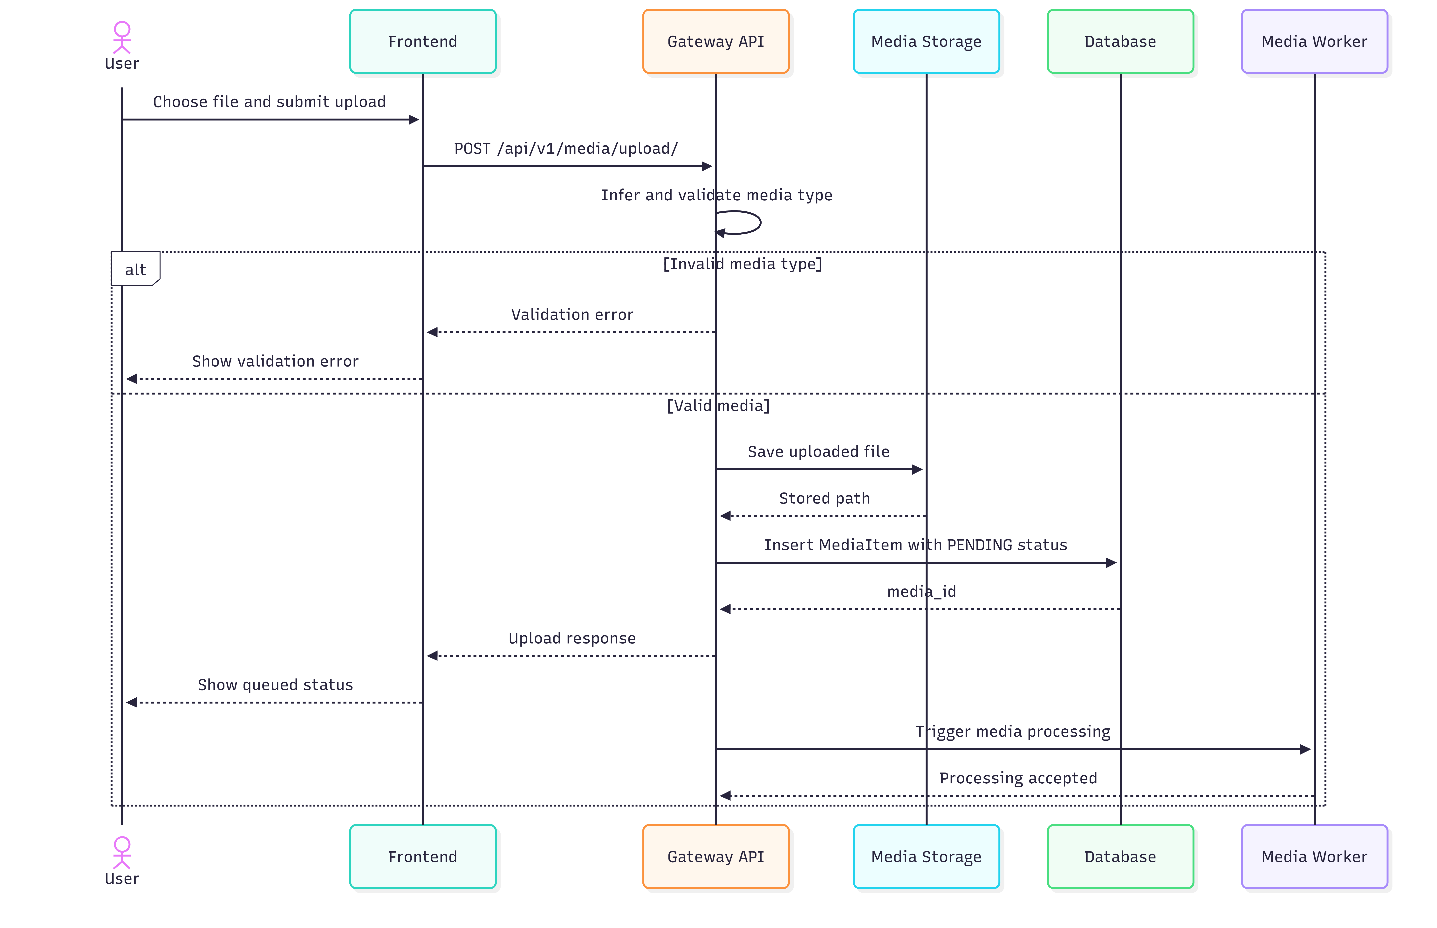 User
Frontend
Gateway API
Media Storage
Database
Media Worker
Choose file and submit upload
POST /api/v1/media/upload/
Infer and validate media type
alt
[Invalid media type]
Validation error
Show validation error
[Valid media]
Save uploaded file
Stored path
Insert MediaItem with PENDING status
media_id
Upload response
Show queued status
Trigger media processing
Processing accepted
User
Frontend
Gateway API
Media Storage
Database
Media Worker